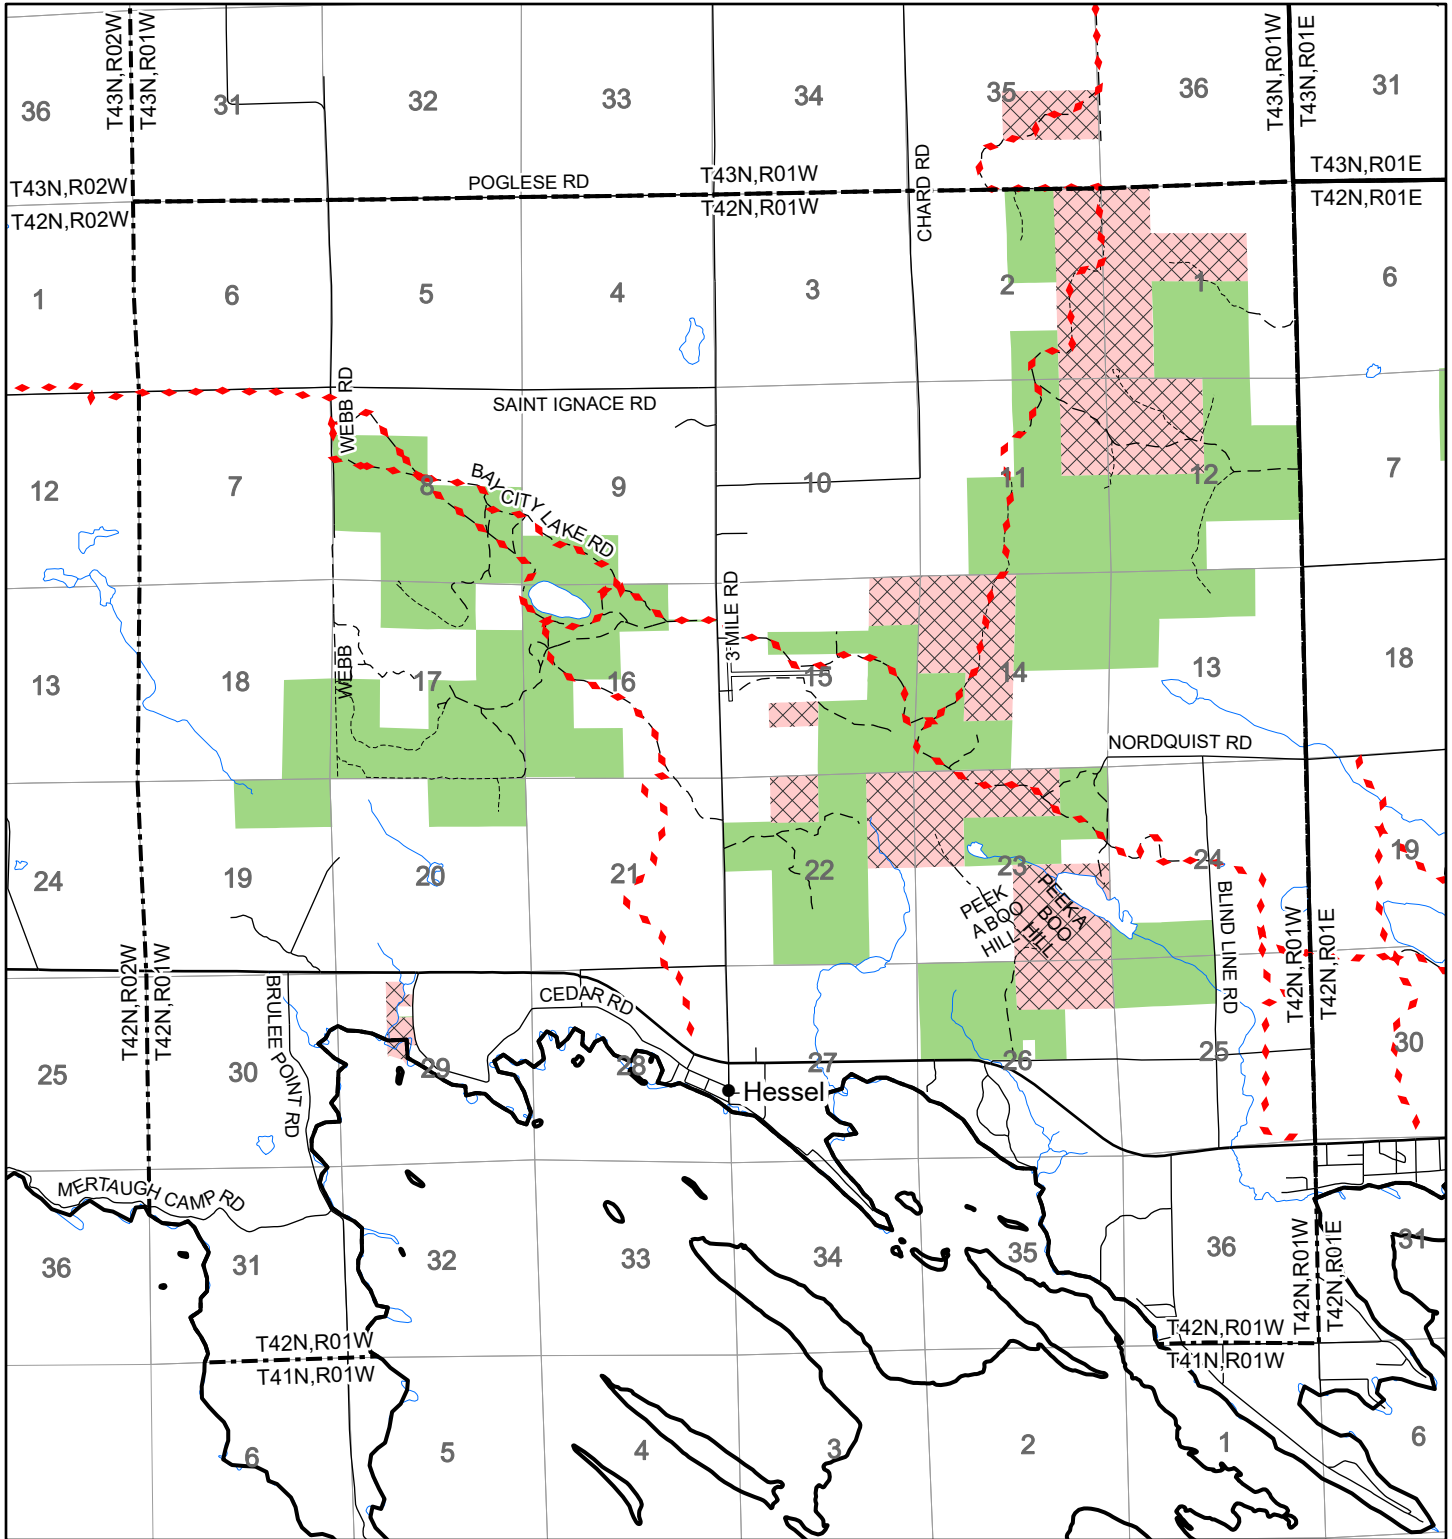 T43N,R02W
T43N,R01W
T43N,R01W
T43N,R01E
36
31
32
33
34
35
36
31
CHARD RD
T43N,R02W
POGLESE RD
T43N,R01W
T43N,R01E
T42N,R02W
T42N,R01W
T42N,R01E
1
6
5
4
3
2
1
6
WEBB RD
SAINT IGNACE RD
12
7
8
BAY CITY LAKE RD
9
10
11
12
7
3 MILE RD
13
18
WEBB
17
16
15
14
13
18
NORDQUIST RD
24
19
20
21
22
23
24
19
PEEK
A BOO
HILL
PEEK A
BOO
HILL
BLIND LINE RD
T42N,R02W
T42N,R01W
T42N,R01W
T42N,R01E
BRULEE POINT RD
CEDAR RD
25
30
29
28
27
26
25
30
Hessel
MERTAUGH CAMP RD
36
31
32
33
34
35
36
31
T42N,R01W
T42N,R01E
T42N,R01W
T41N,R01W
T42N,R01W
T41N,R01W
6
5
4
3
2
1
6